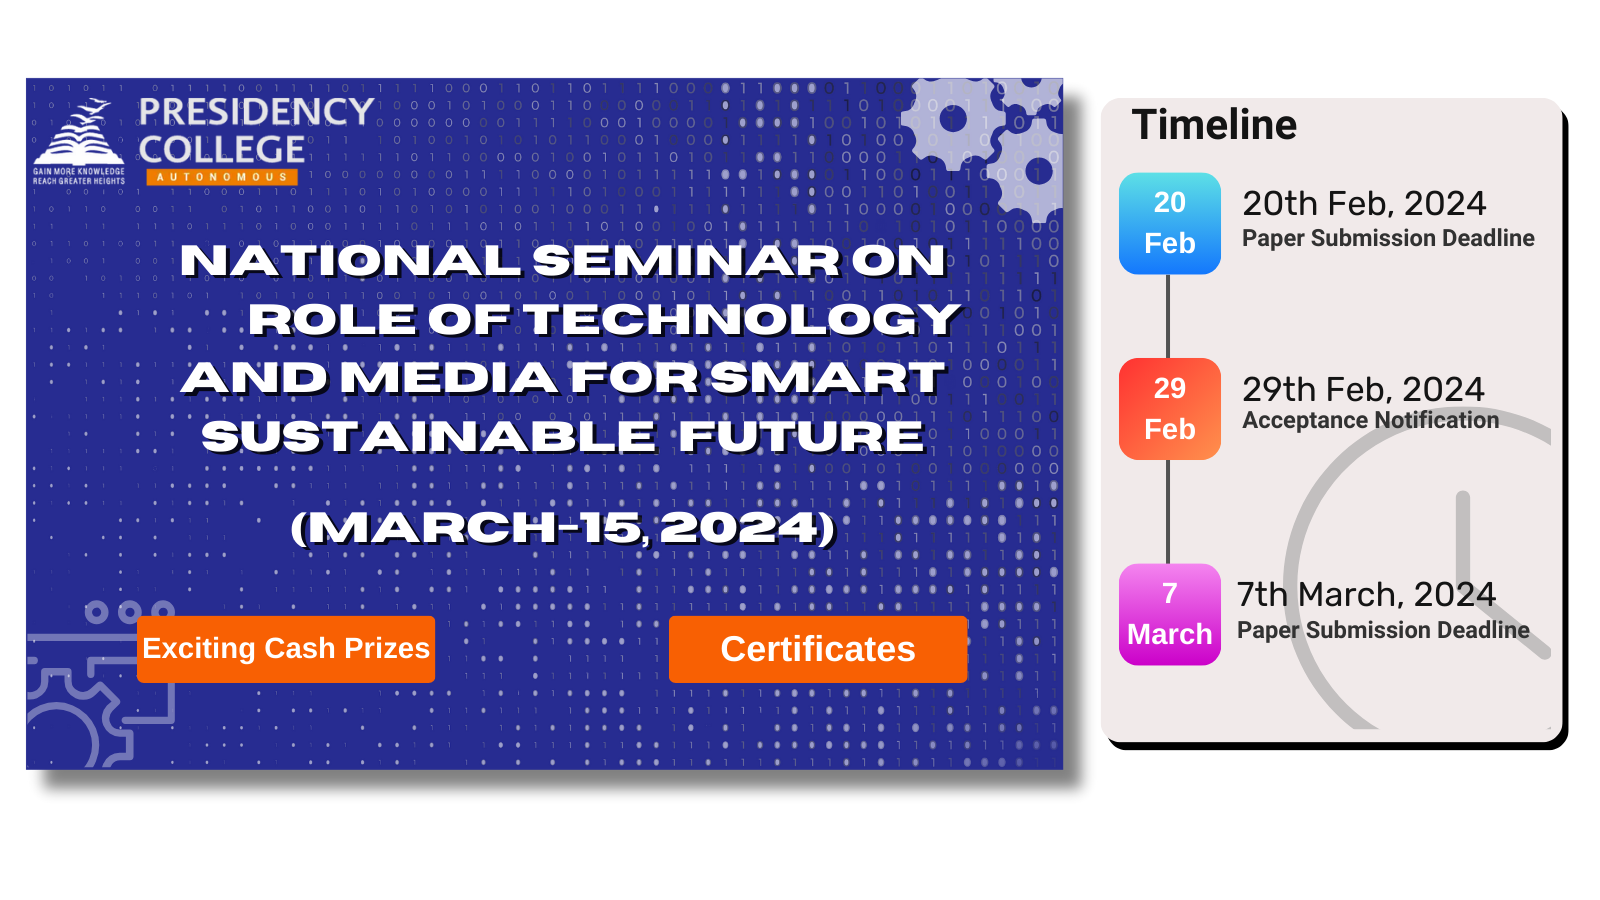 PRESIDENCY
COLLEGE
AUTONOMOUS
GAIN MORE KNOWLEDGE
REACH GREATER HEIGHTS
NATIONAL SEMINAR ON
ROLE OF TECHNOLOGY
AND MEDIA FOR SMART
SUSTAINABLE FUTURE
(MARCH-15, 2024)
Exciting Cash Prizes
Certificates
Timeline
20
Feb
20th Feb, 2024
Paper Submission Deadline
29
Feb
29th Feb, 2024
Acceptance Notification
7
March
7th March, 2024
Paper Submission Deadline